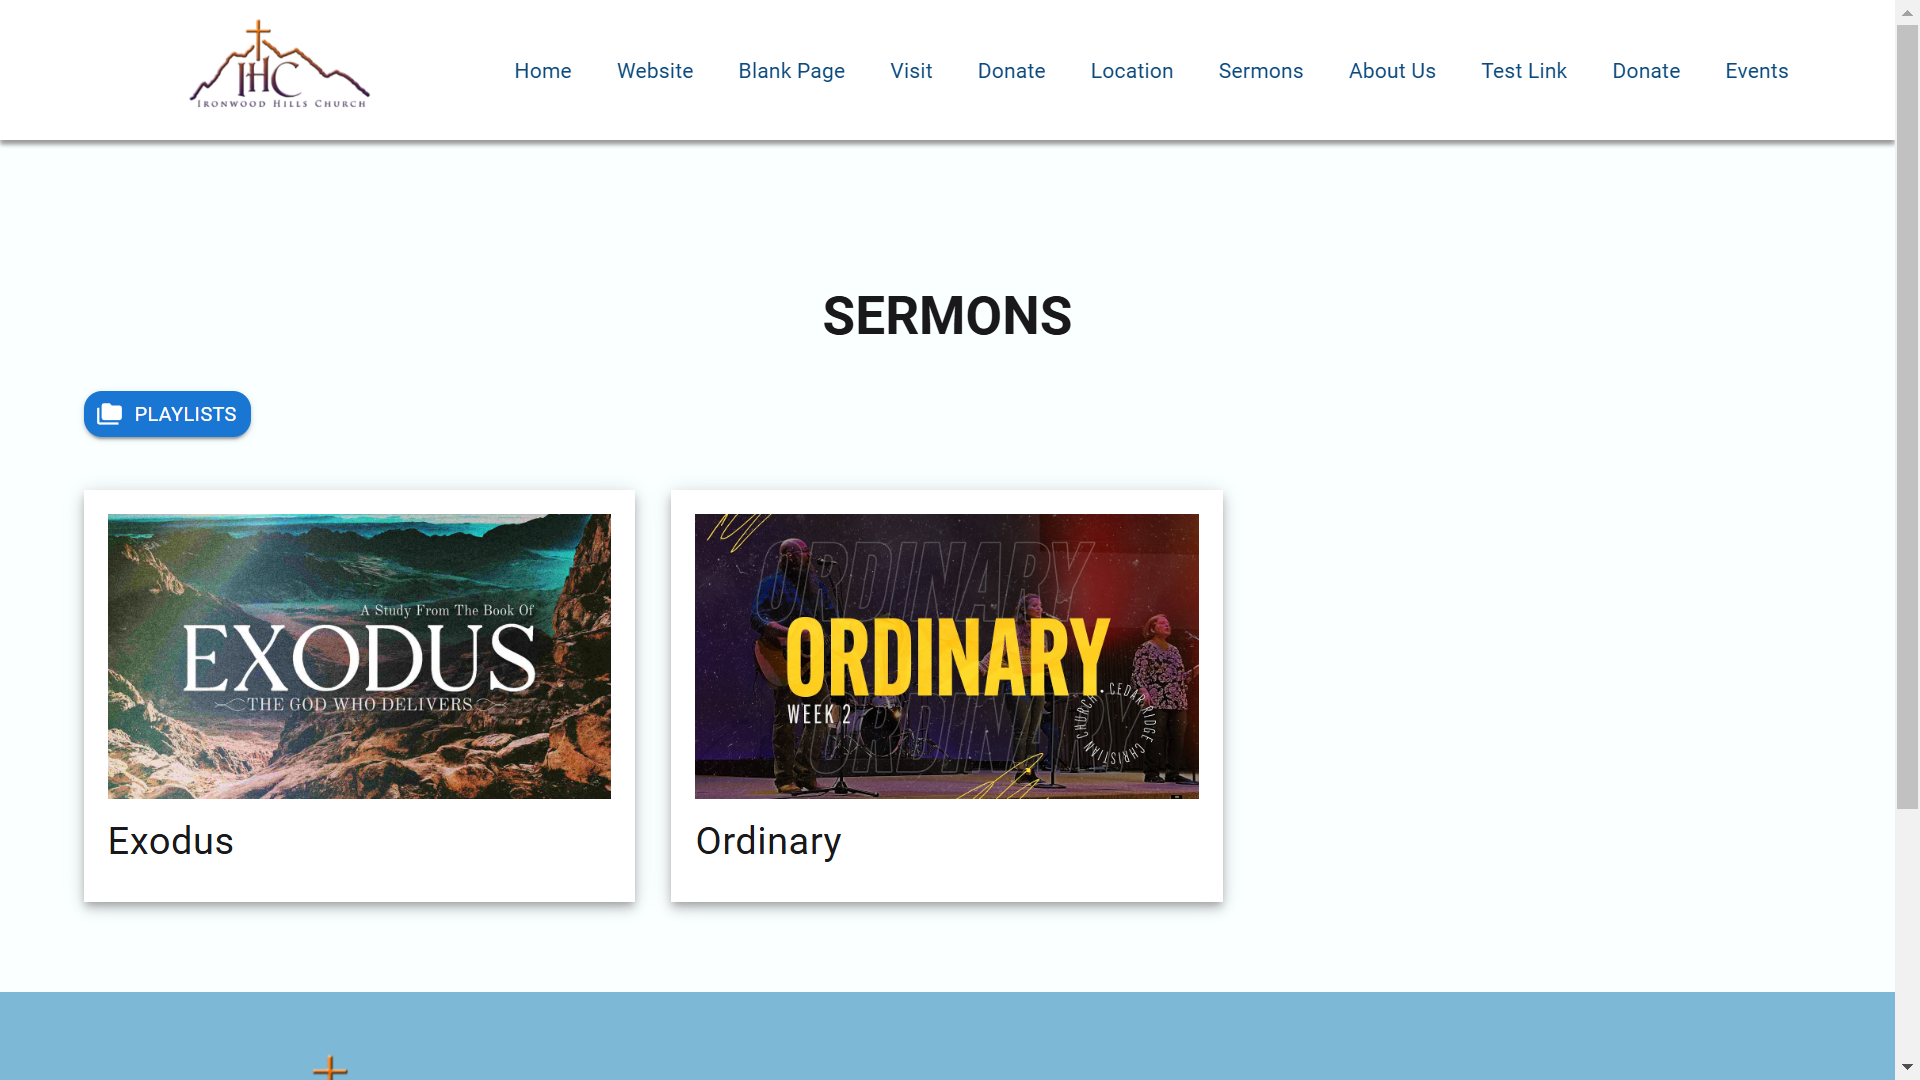 IHC
IRONWOOD HILLS CHURCH
Home
Website
Blank Page
Visit
Donate
Location
Sermons
About Us
Test Link
Donate
Events
SERMONS
PLAYLISTS
A Study From The Book Of
EXODUS
THE GOD WHO DELIVERS
Exodus
ORDINARY
ORDINARY
WEEK 2
ORDINARY
CEDAR RIDGE CHRISTIAN CHURCH •
Ordinary